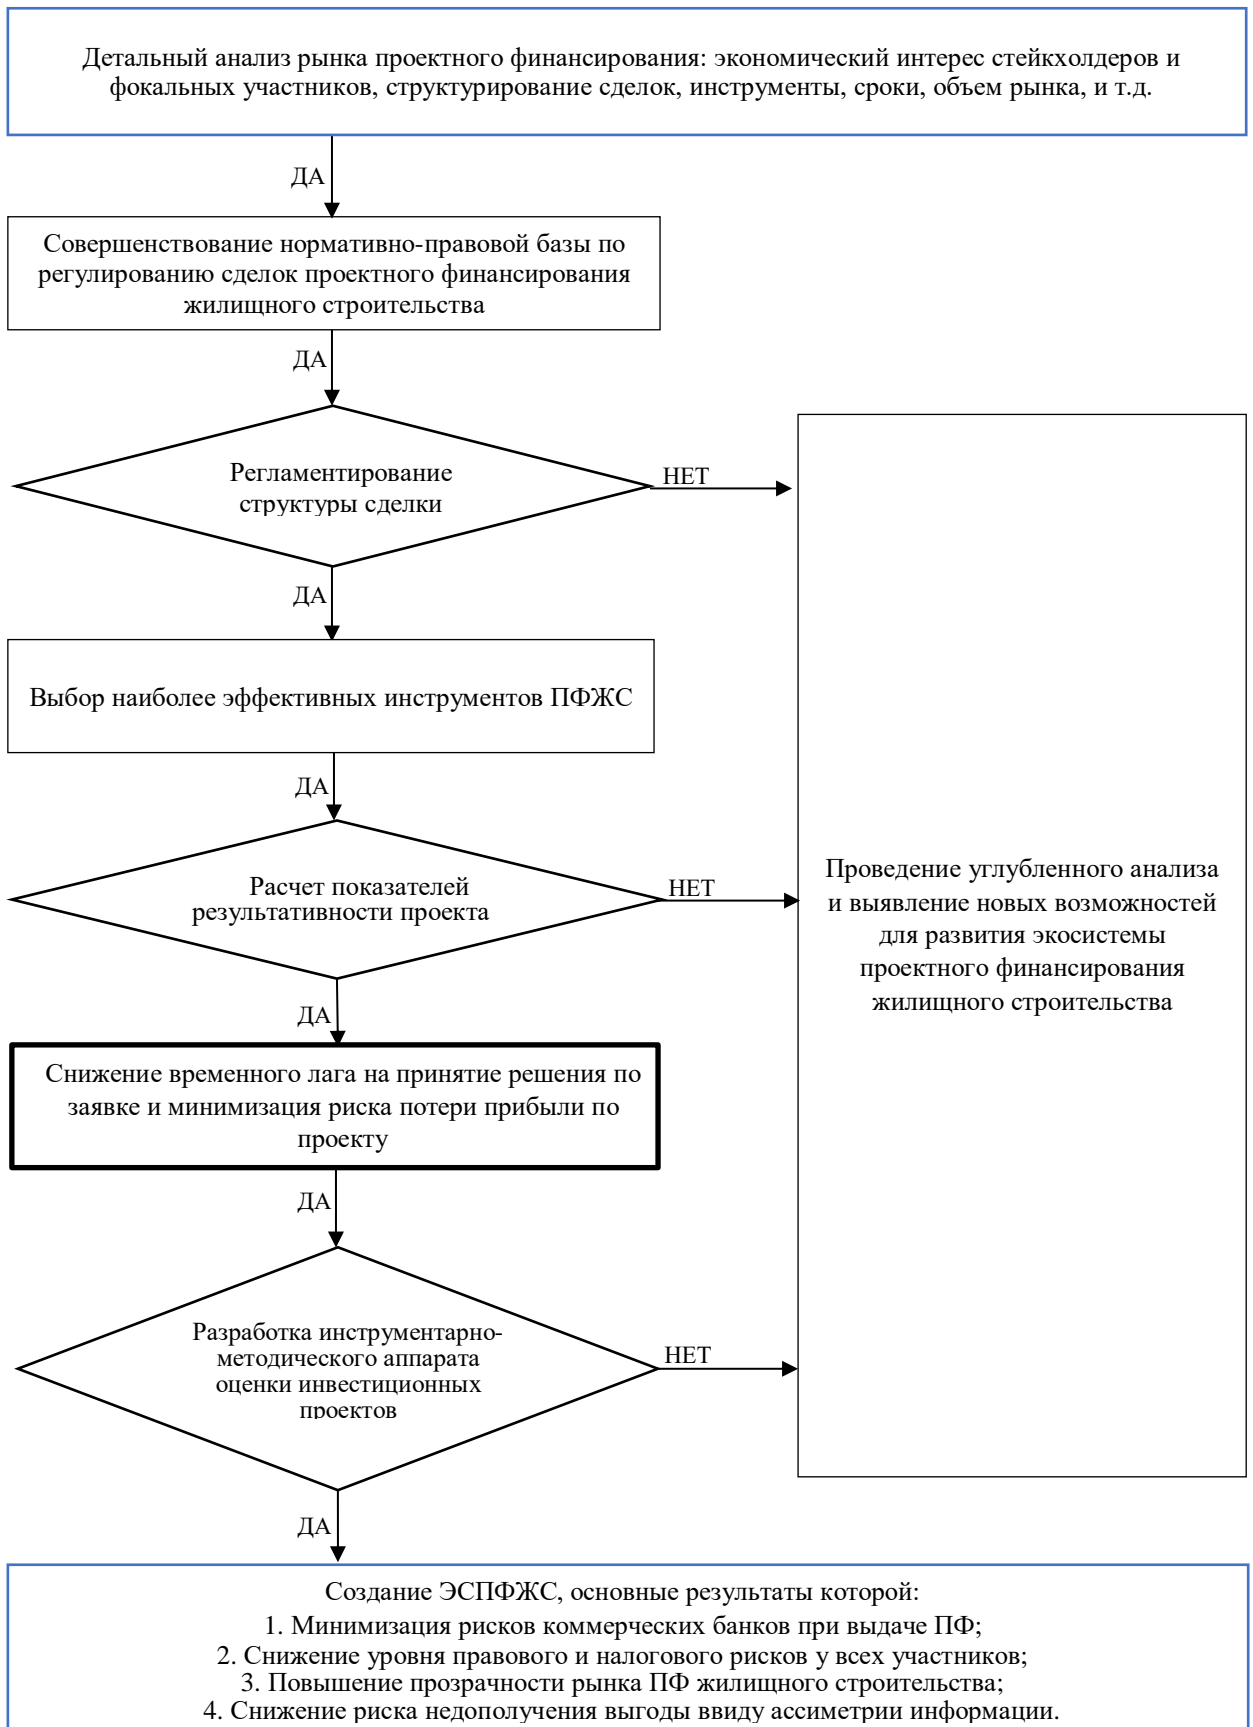 Детальный анализ рынка проектного финансирования: экономический интерес стейкхолдеров и
фокальных участников, структурирование сделок, инструменты, сроки, объем рынка, и т.д.
ДА
Совершенствование нормативно-правовой базы по
регулированию сделок проектного финансирования
жилищного строительства
ДА
Регламентирование
структуры сделки
НЕТ
ДА
Выбор наиболее эффективных инструментов ПФЖС
ДА
Расчет показателей
результативности проекта
НЕТ
Проведение углубленного анализа
и выявление новых возможностей
для развития экосистемы
проектного финансирования
жилищного строительства
ДА
Снижение временного лага на принятие решения по
заявке и минимизация риска потери прибыли по
проекту
ДА
Разработка инструментарно-
методического аппарата
оценки инвестиционных
проектов
НЕТ
ДА
Создание ЭСПФЖС, основные результаты которой:
1. Минимизация рисков коммерческих банков при выдаче ПФ;
2. Снижение уровня правового и налогового рисков у всех участников;
3. Повышение прозрачности рынка ПФ жилищного строительства;
4. Снижение риска недополучения выгоды ввиду ассиметрии информации.